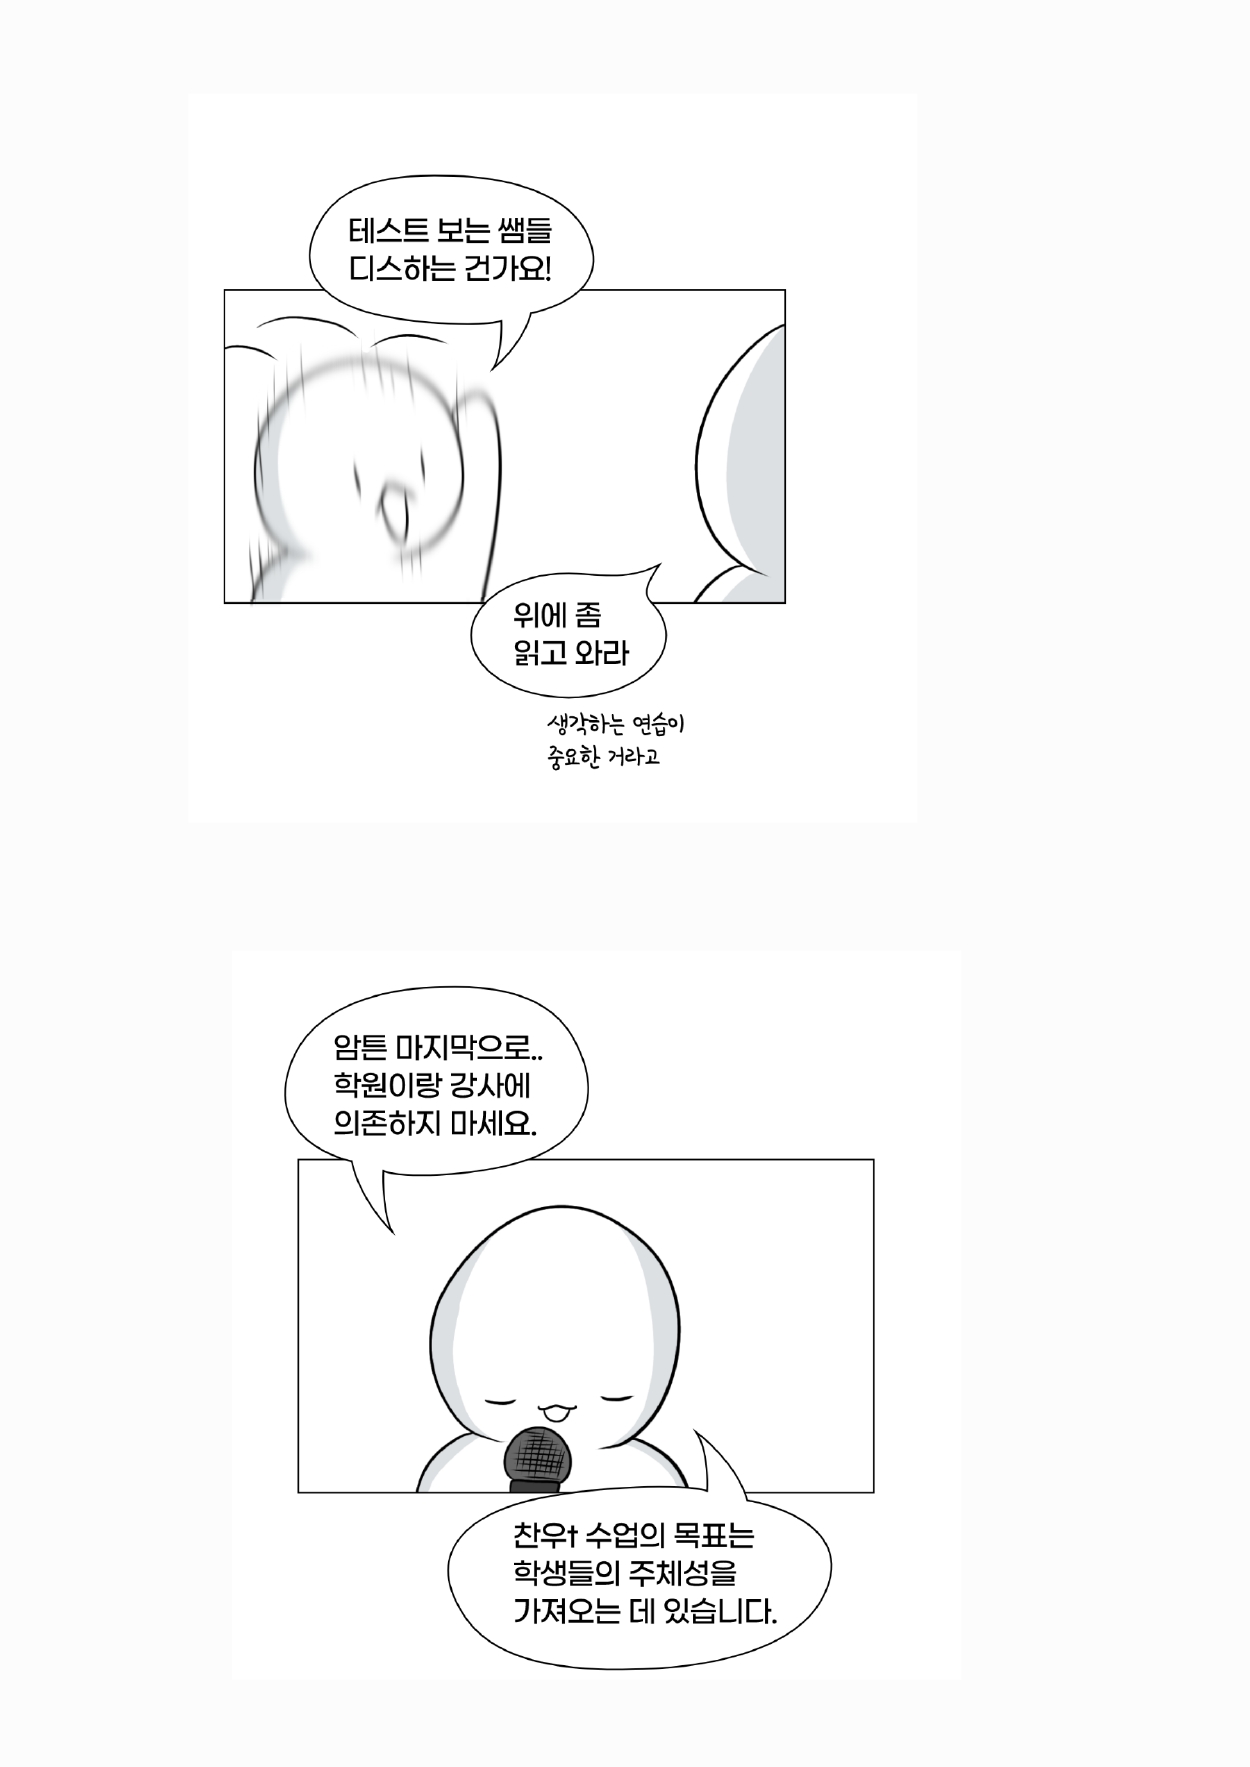 테스트 보는 쌤들
디스하는 건가요!
위에 좀
읽고 와라
생각하는 연습이
중요한 거라고
암튼 마지막으로..
학원이랑 강사에
의존하지 마세요.
찬우t 수업의 목표는
학생들의 주체성을
가져오는 데 있습니다.